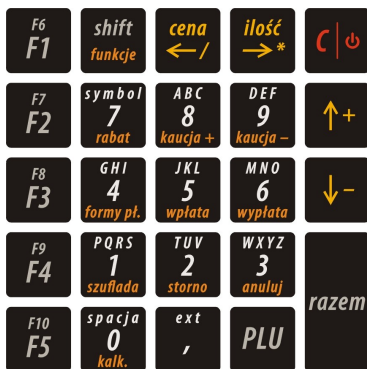 F6
F1
shift
funkcje
cena
← /
ilość
→ *
C | ⏻
F7
F2
symbol
7
rabat
ABC
8
kaucja +
DEF
9
kaucja –
↑ +
F8
F3
GHI
4
formy pł.
JKL
5
wpłata
MNO
6
wypłata
↓ –
F9
F4
PQRS
1
szuflada
TUV
2
storno
WXYZ
3
anuluj
razem
F10
F5
spacja
0
kalk.
ext
,
PLU